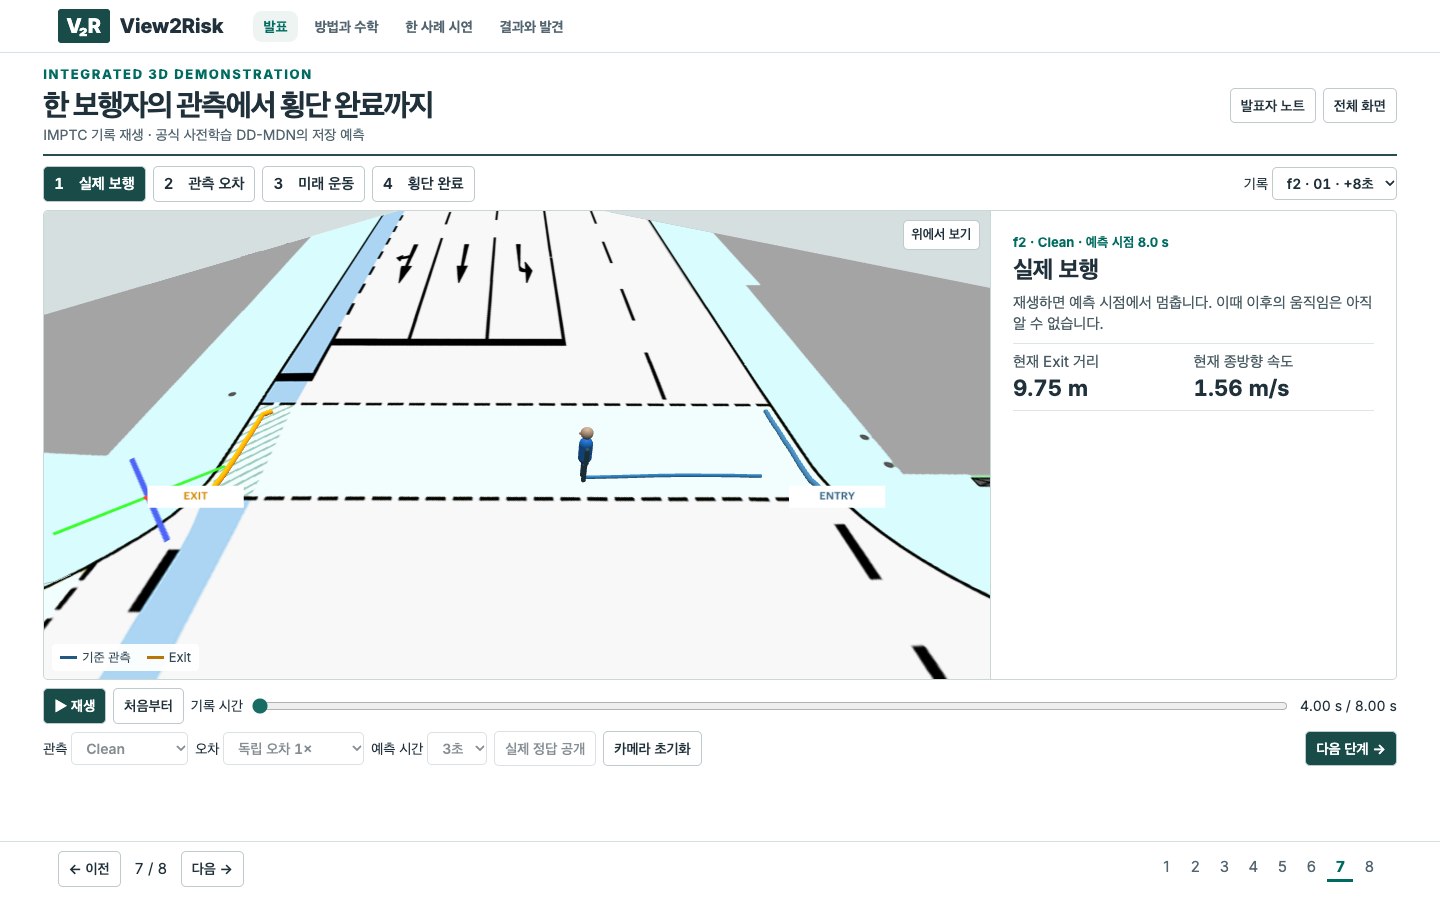 V2R View2Risk 발표 방법과 수학 한 사례 시연 결과와 발견
INTEGRATED 3D DEMONSTRATION
한 보행자의 관측에서 횡단 완료까지
IMPTC 기록 재생 · 공식 사전학습 DD-MDN의 저장 예측
발표자 노트 전체 화면
1 실제 보행 2 관측 오차 3 미래 운동 4 횡단 완료
기록 f2 · 01 · +8초
위에서 보기
EXIT
ENTRY
기준 관측 Exit
f2 · Clean · 예측 시점 8.0 s
실제 보행
재생하면 예측 시점에서 멈춥니다. 이때 이후의 움직임은 아직
알 수 없습니다.
현재 Exit 거리 현재 종방향 속도
9.75 m 1.56 m/s
▶ 재생 처음부터 기록 시간 4.00 s / 8.00 s
관측 Clean 오차 독립 오차 1× 예측 시간 3초 실제 정답 공개 카메라 초기화 다음 단계 →
← 이전 7 / 8 다음 → 1 2 3 4 5 6 7 8